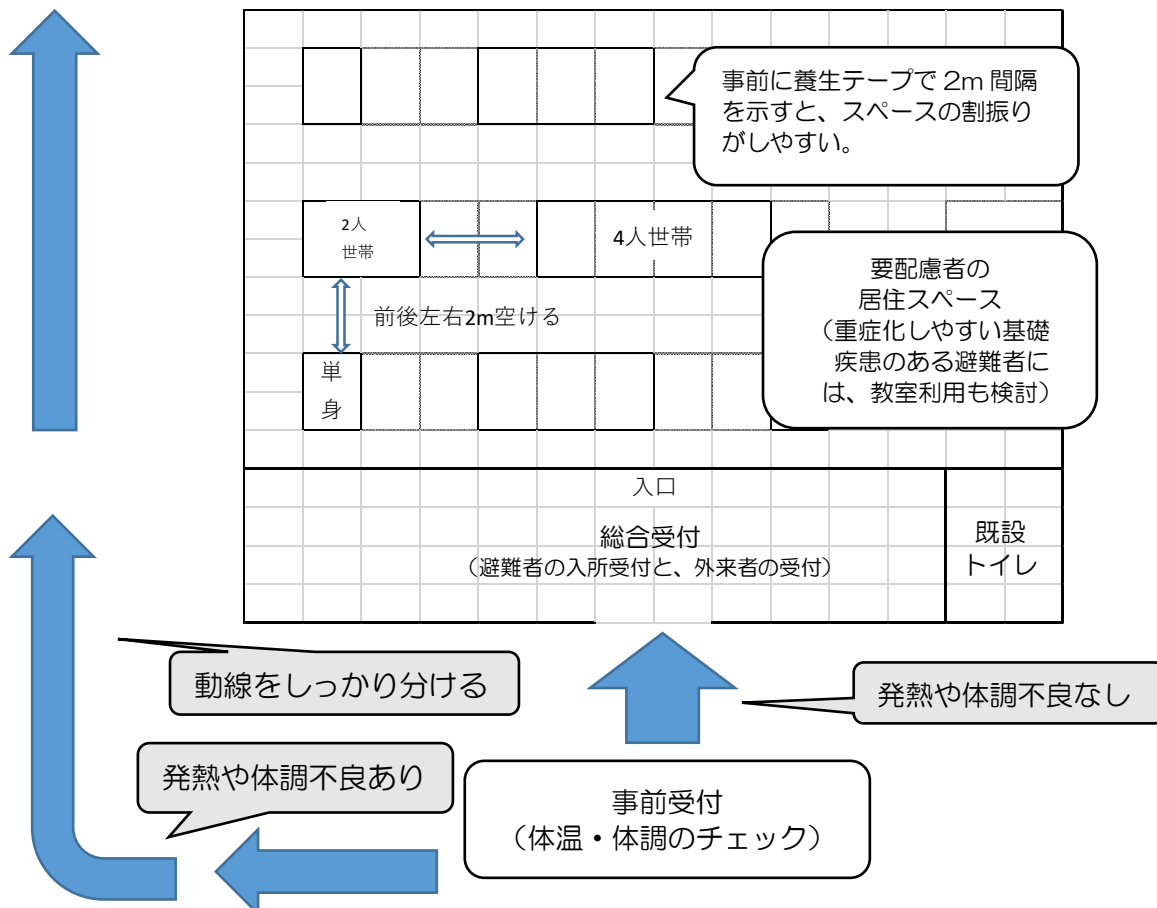 事前に養生テープで 2m 間隔
を示すと、スペースの割振り
がしやすい。
2人
世帯
4人世帯
要配慮者の
居住スペース
（重症化しやすい基礎
疾患のある避難者に
は、教室利用も検討）
前後左右2m空ける
単
身
入口
総合受付
（避難者の入所受付と、外来者の受付）
既設
トイレ
動線をしっかり分ける
発熱や体調不良なし
発熱や体調不良あり
事前受付
（体温・体調のチェック）